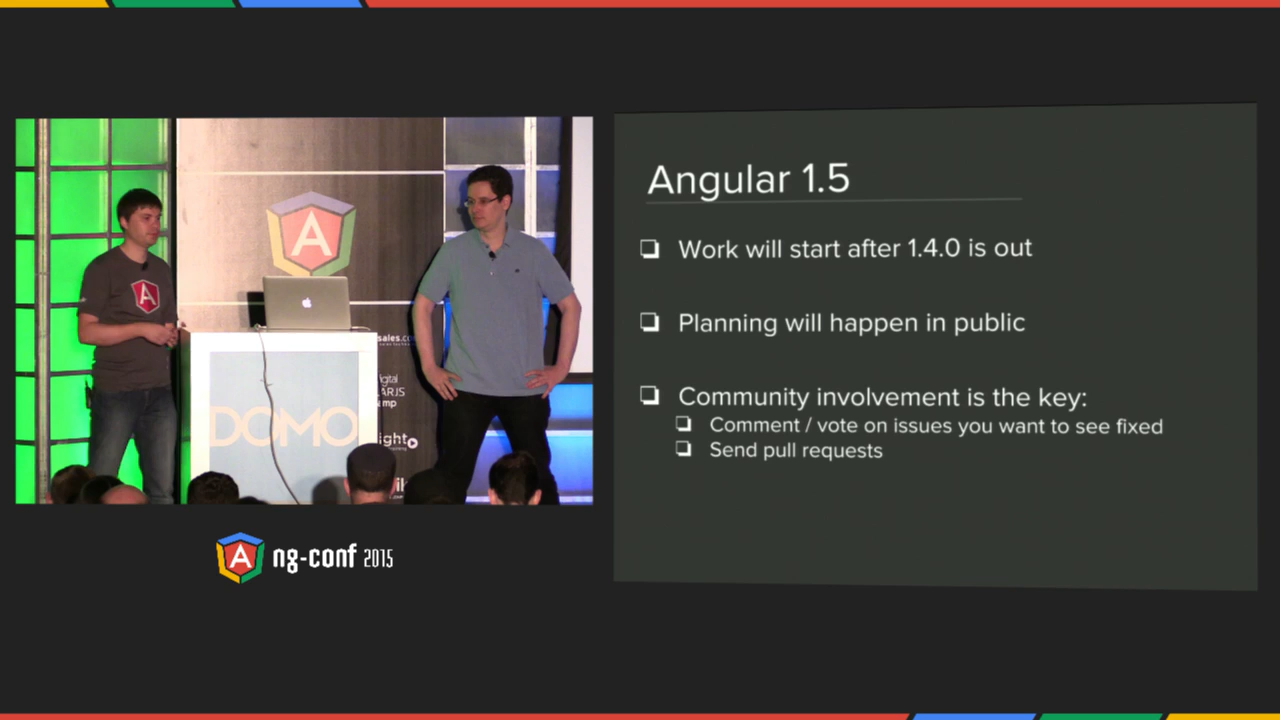 Angular 1.5
Work will start after 1.4.0 is out
Planning will happen in public
Community involvement is the key:
Comment / vote on issues you want to see fixed
Send pull requests
A
A
DOMO
A
ng-conf 2015